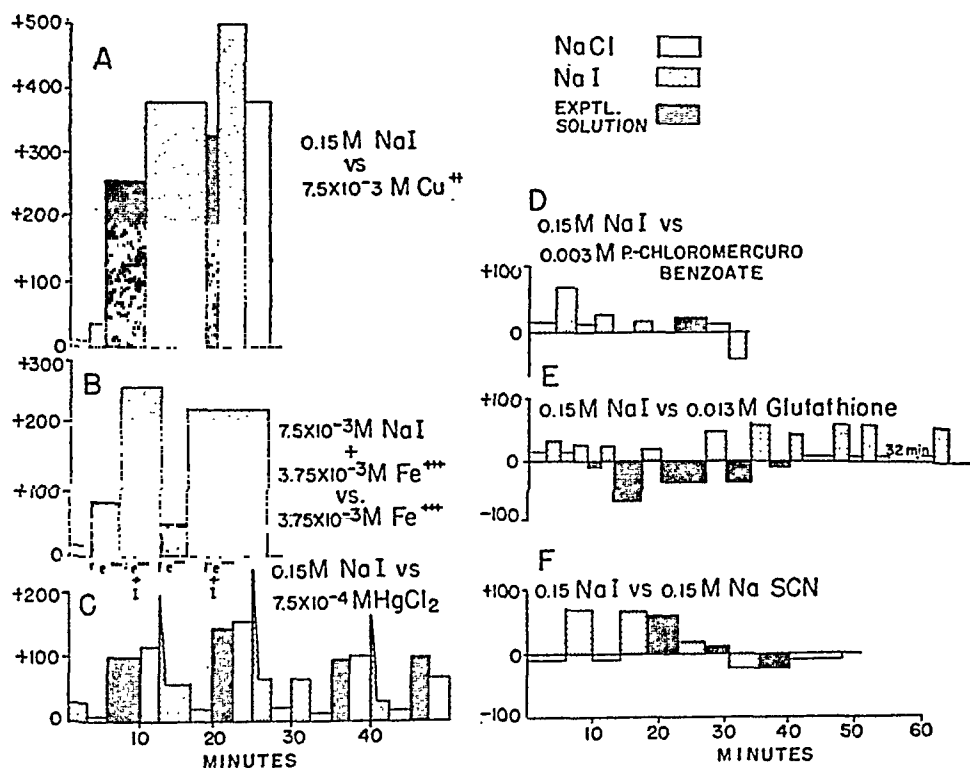 +500
+400
+300
+200
+100
0
A
0.15M NaI
vs
7.5X10⁻³ M Cu⁺⁺
NaCl
NaI
EXPTL.
SOLUTION
+300
+200
+100
0
B
7.5X10⁻³M NaI
+
3.75X10⁻³M Fe⁺⁺⁺
vs.
3.75X10⁻³M Fe⁺⁺⁺
+
I
+
I
+200
+100
0
C
0.15M NaI vs
7.5X10⁻⁴ MHgCl₂
10
20
30
40
MINUTES
D
0.15M NaI vs
0.003M P-CHLOROMERCURO
BENZOATE
+100
0
E
+100
0
-100
0.15M NaI vs 0.013M Glutathione
32 min.
F
0.15 NaI vs 0.15M Na SCN
+100
0
-100
10
20
30
40
50
60
MINUTES